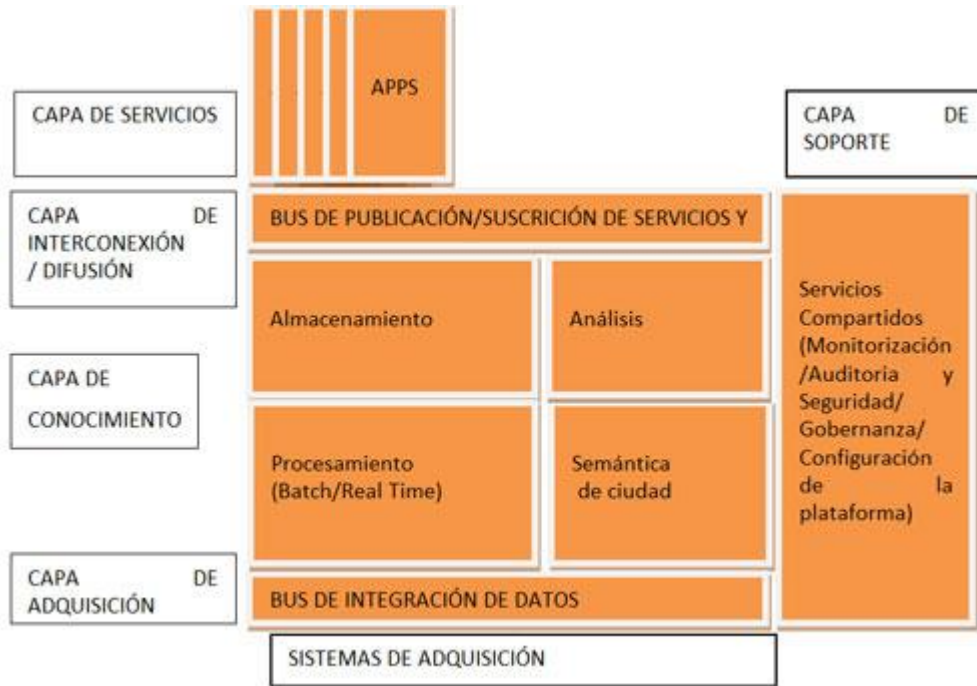 APPS
CAPA DE SERVICIOS
CAPA DE
SOPORTE
CAPA DE
INTERCONEXIÓN
/ DIFUSIÓN
BUS DE PUBLICACIÓN/SUSCRICIÓN DE SERVICIOS Y
Almacenamiento
Análisis
Servicios
Compartidos
(Monitorización
/Auditoria y
Seguridad/
Gobernanza/
Configuración
de la
plataforma)
CAPA DE
CONOCIMIENTO
Procesamiento
(Batch/Real Time)
Semántica
de ciudad
CAPA DE
ADQUISICIÓN
BUS DE INTEGRACIÓN DE DATOS
SISTEMAS DE ADQUISICIÓN